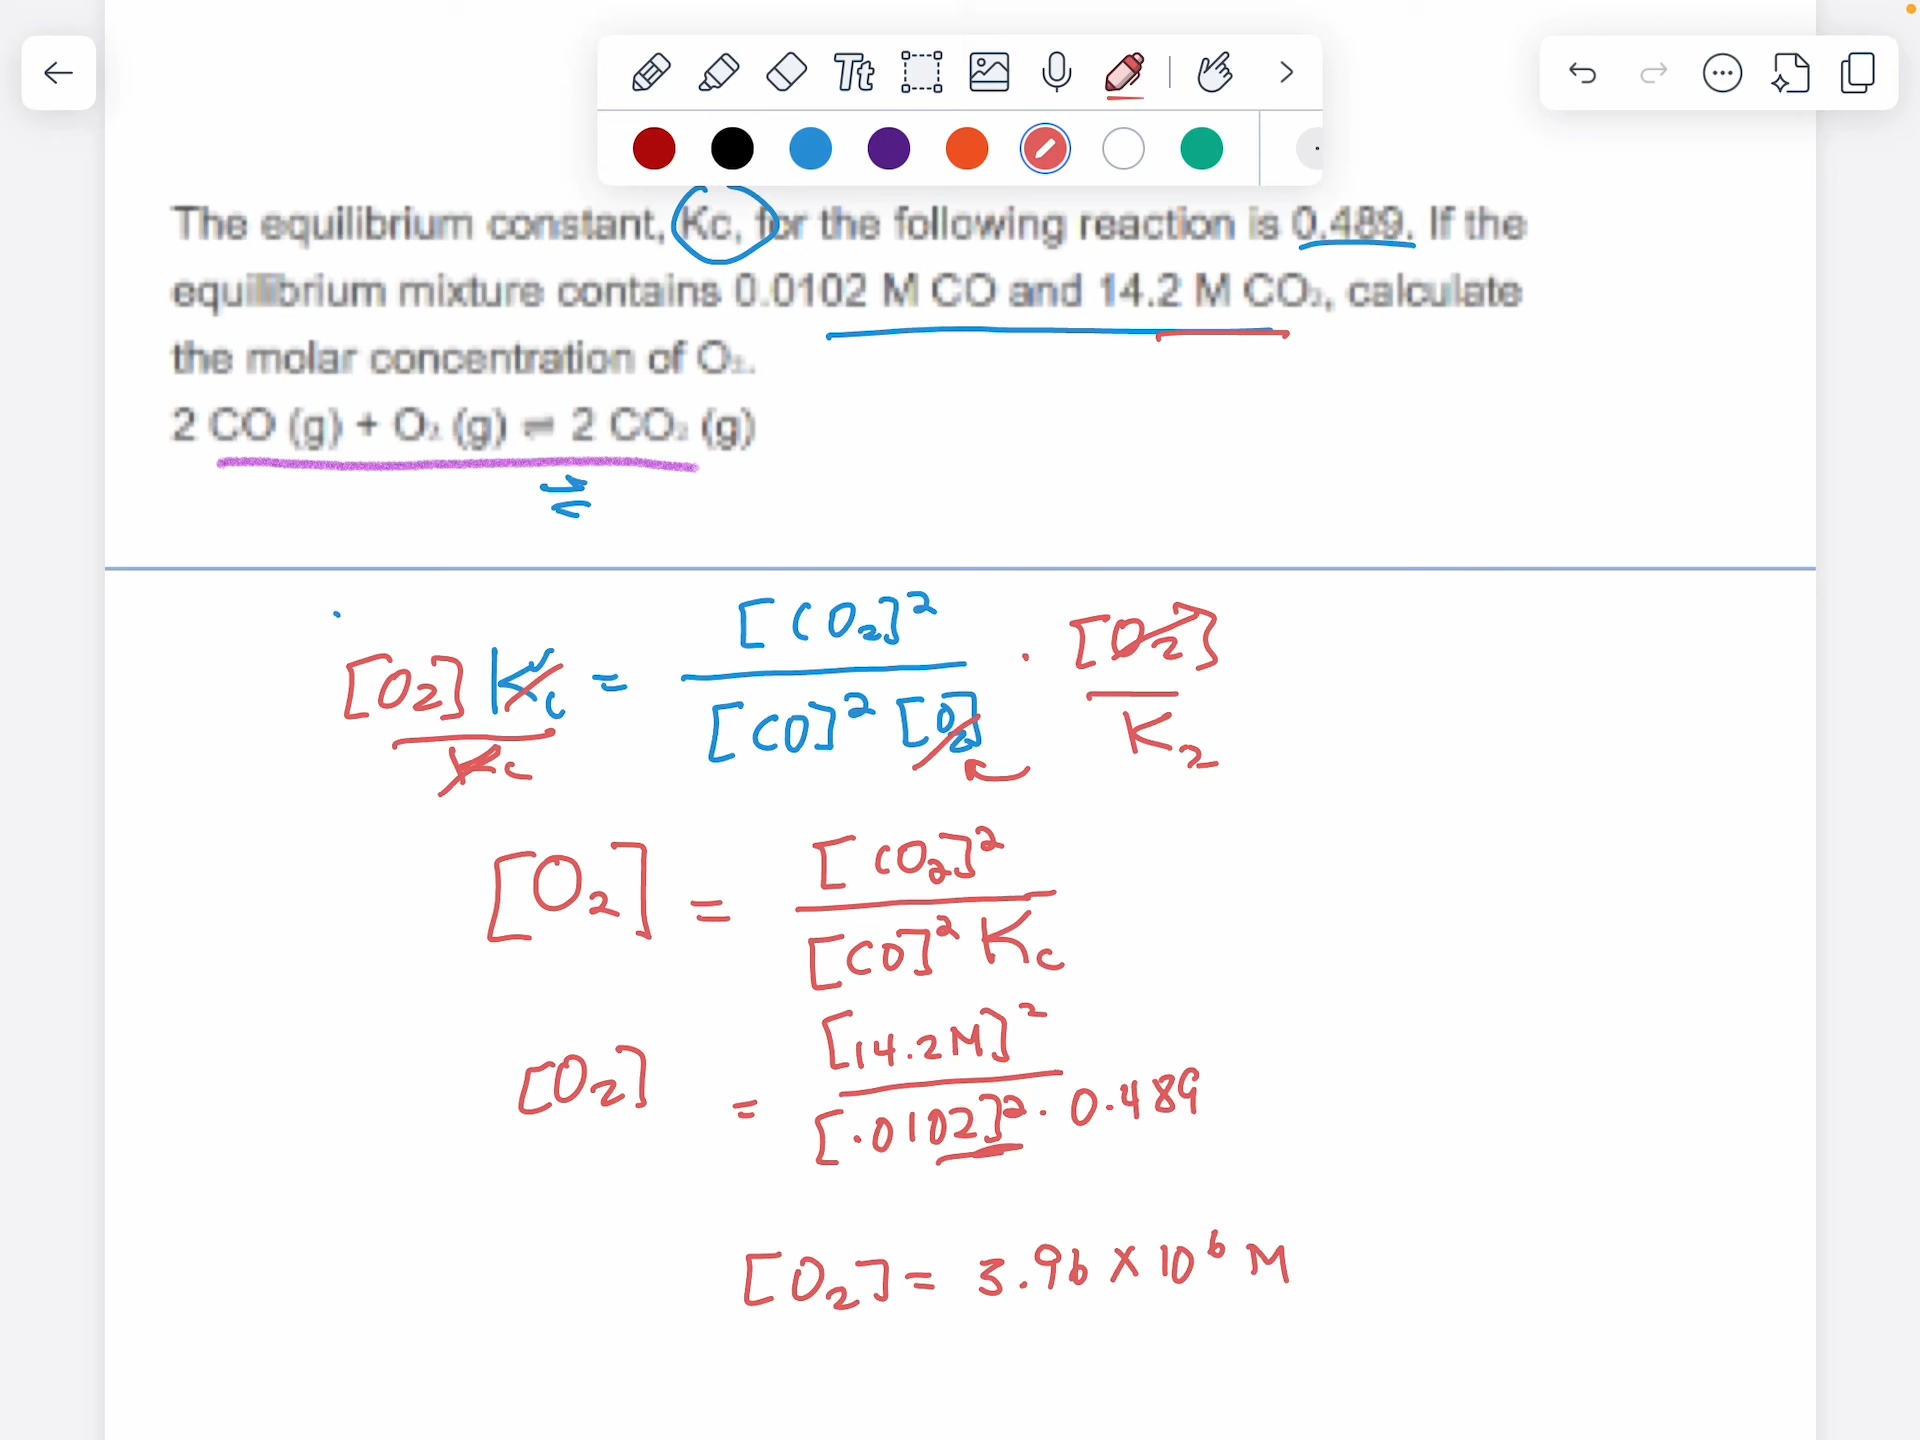 Tt
The equilibrium constant, Kc, for the following reaction is 0.489. If the
equilibrium mixture contains 0.0102 M CO and 14.2 M CO₂, calculate
the molar concentration of O₂.
2 CO (g) + O₂ (g) ⇌ 2 CO₂ (g)
⇌
[O₂] Kc / Kc = [CO₂]² / [CO]² [O₂] · [O₂] / K₂
[O₂] = [CO₂]² / [CO]² Kc
[O₂] = [14.2M]² / [.0102]² · 0.489
[O₂] = 3.96 X 10⁶ M